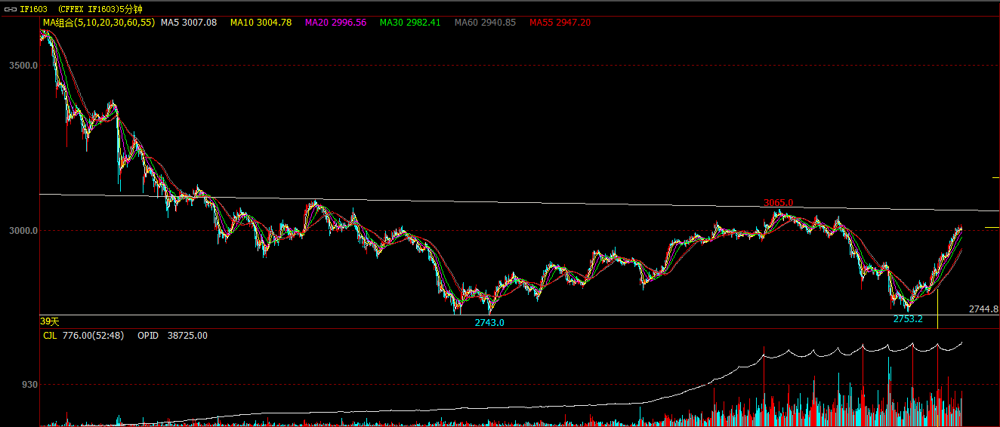 IF1603 (CFFEX IF1603)5分钟
MA组合(5,10,20,30,60,55) MA5 3007.08 MA10 3004.78 MA20 2996.56 MA30 2982.41 MA60 2940.85 MA55 2947.20
3500.0
3065.0
3000.0
2744.8
39天
2743.0
2753.2
CJL 776.00(52:48) OPID 38725.00
930